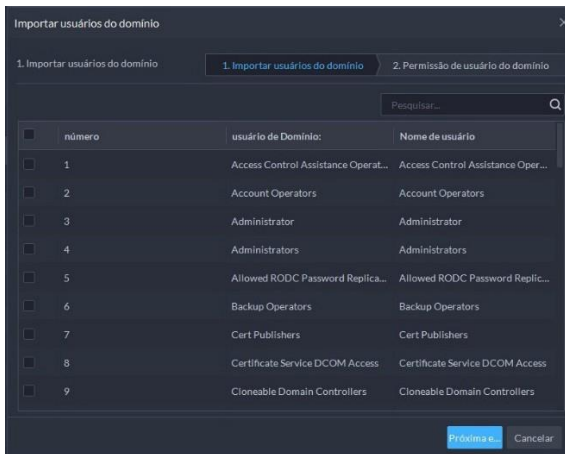 Importar usuários do domínio
1. Importar usuários do domínio 1. Importar usuários do domínio 2. Permissão de usuário do domínio
Pesquisar...
número usuário de Domínio: Nome de usuário
1 Access Control Assistance Operat... Access Control Assistance Oper...
2 Account Operators Account Operators
3 Administrator Administrator
4 Administrators Administrators
5 Allowed RODC Password Replica... Allowed RODC Password Replic...
6 Backup Operators Backup Operators
7 Cert Publishers Cert Publishers
8 Certificate Service DCOM Access Certificate Service DCOM Access
9 Cloneable Domain Controllers Cloneable Domain Controllers
Próxima e... Cancelar